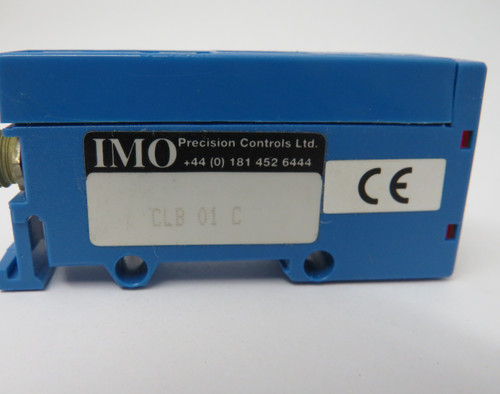 IMO Precision Controls Ltd.
+44 (0) 181 452 6444
CLB 01 C
CE